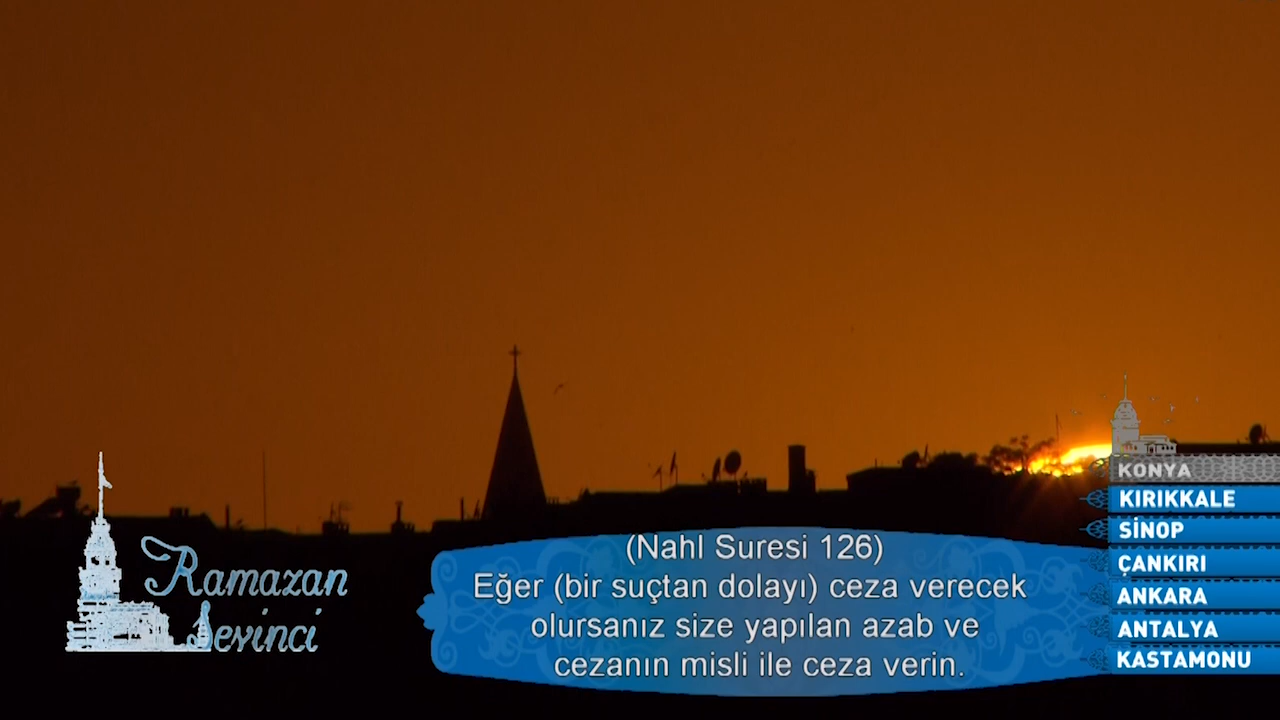 Ramazan
Sevinci
(Nahl Suresi 126)
Eğer (bir suçtan dolayı) ceza verecek
olursanız size yapılan azab ve
cezanın misli ile ceza verin.
KONYA
KIRIKKALE
SİNOP
ÇANKIRI
ANKARA
ANTALYA
KASTAMONU